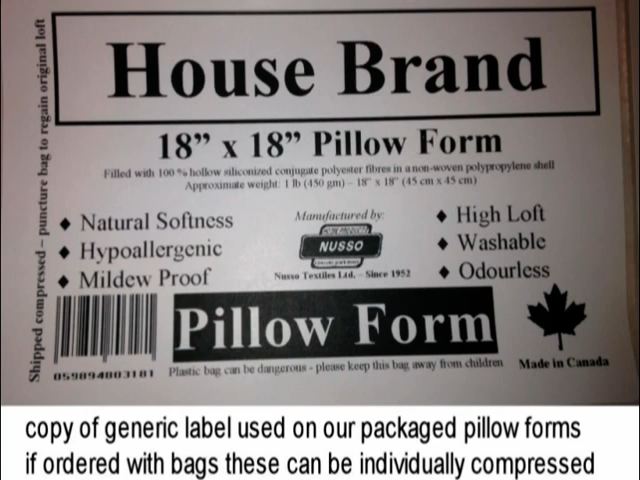 House Brand
18” x 18” Pillow Form
Filled with 100 % hollow siliconized conjugate polyester fibres in a non-woven polypropylene shell
Approximate weight: 1 lb (450 gm) – 18" x 18" (45 cm x 45 cm)
Shipped compressed – puncture bag to regain original loft
♦ Natural Softness
♦ Hypoallergenic
♦ Mildew Proof
Manufactured by:
NUSSO
Nusso Textiles Ltd. – Since 1952
♦ High Loft
♦ Washable
♦ Odourless
059894803181
Pillow Form
Plastic bag can be dangerous - please keep this bag away from children
Made in Canada
copy of generic label used on our packaged pillow forms
if ordered with bags these can be individually compressed